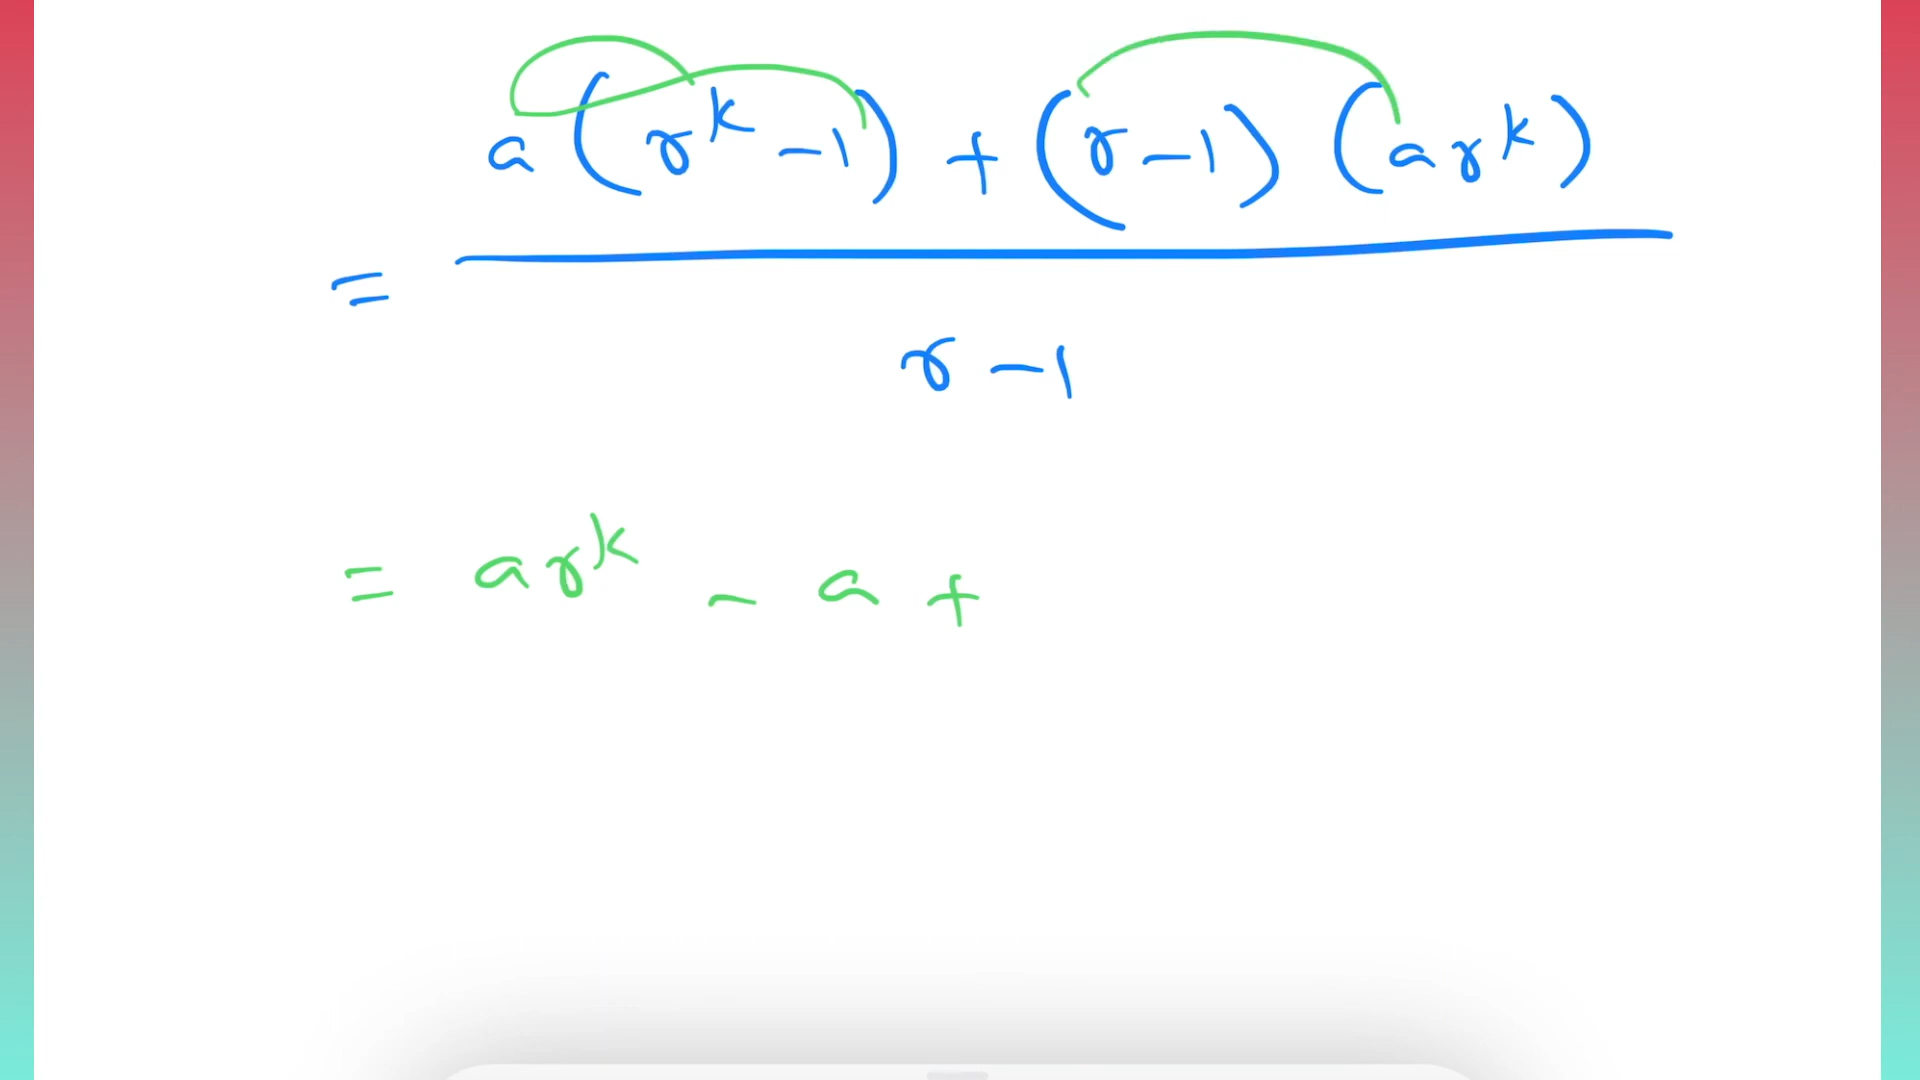 = a(r^k - 1) + (r - 1)(ar^k)
r - 1
= ar^k - a +